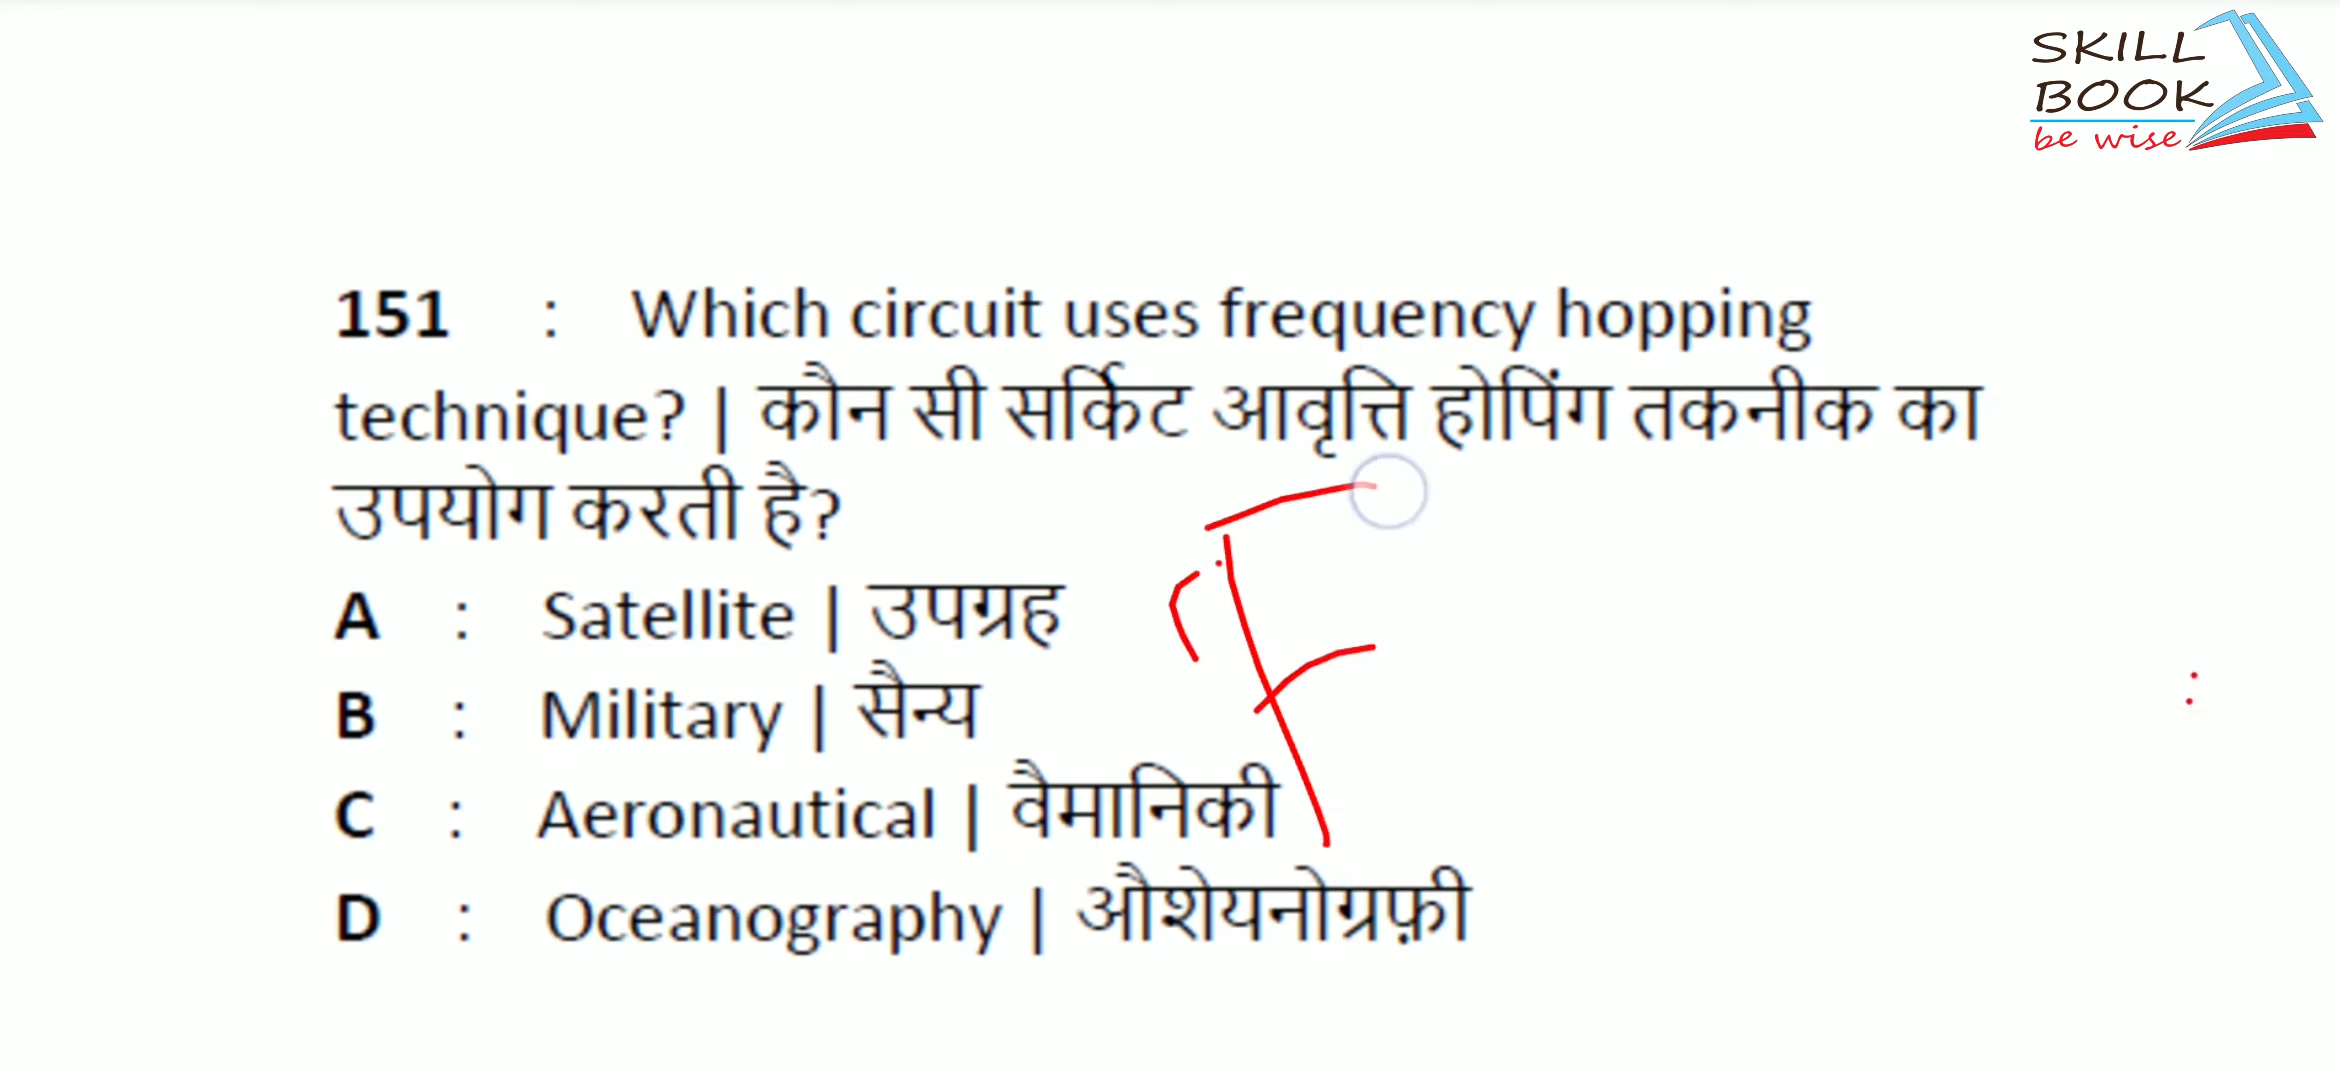 SKILL
BOOK
be wise
151 : Which circuit uses frequency hopping
technique? | कौन सी सर्किट आवृत्ति होपिंग तकनीक का
उपयोग करती है?
A : Satellite | उपग्रह
B : Military | सैन्य
C : Aeronautical | वैमानिकी
D : Oceanography | औशेयनोग्रफ़ी